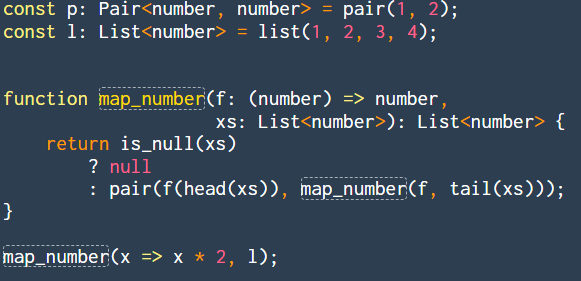 const p: Pair<number, number> = pair(1, 2);
const l: List<number> = list(1, 2, 3, 4);
function map_number(f: (number) => number,
xs: List<number>): List<number> {
return is_null(xs)
? null
: pair(f(head(xs)), map_number(f, tail(xs)));
}
map_number(x => x * 2, l);